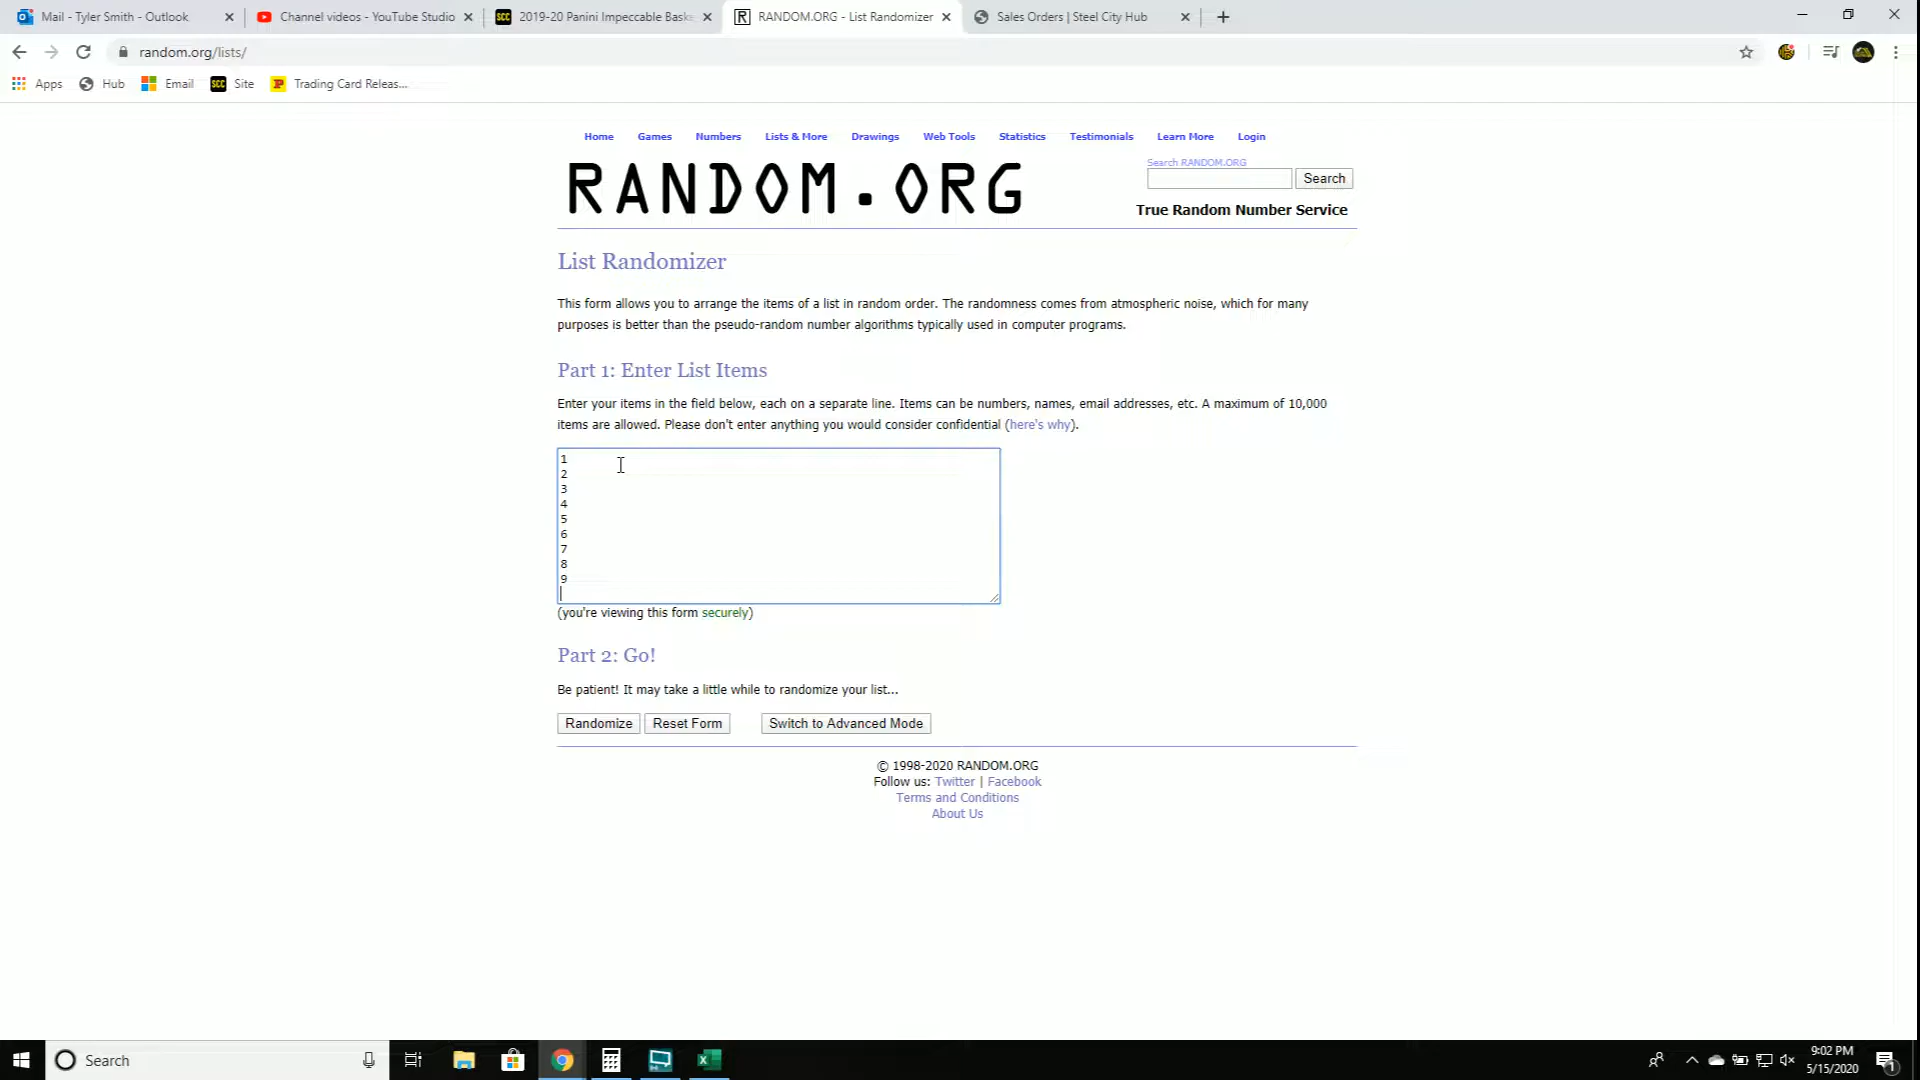 Mail - Tyler Smith - Outlook
Channel videos - YouTube Studio
SCC 2019-20 Panini Impeccable Bask
R RANDOM.ORG - List Randomizer
Sales Orders | Steel City Hub
random.org/lists/
Apps
Hub
Email
SCC Site
P Trading Card Releas...
Home Games Numbers Lists & More Drawings Web Tools Statistics Testimonials Learn More Login
RANDOM.ORG
Search RANDOM.ORG
Search
True Random Number Service
List Randomizer
This form allows you to arrange the items of a list in random order. The randomness comes from atmospheric noise, which for many
purposes is better than the pseudo-random number algorithms typically used in computer programs.
Part 1: Enter List Items
Enter your items in the field below, each on a separate line. Items can be numbers, names, email addresses, etc. A maximum of 10,000
items are allowed. Please don't enter anything you would consider confidential (here's why).
1
2
3
4
5
6
7
8
9
(you're viewing this form securely)
Part 2: Go!
Be patient! It may take a little while to randomize your list...
Randomize Reset Form Switch to Advanced Mode
© 1998-2020 RANDOM.ORG
Follow us: Twitter | Facebook
Terms and Conditions
About Us
Search
9:02 PM
5/15/2020
1